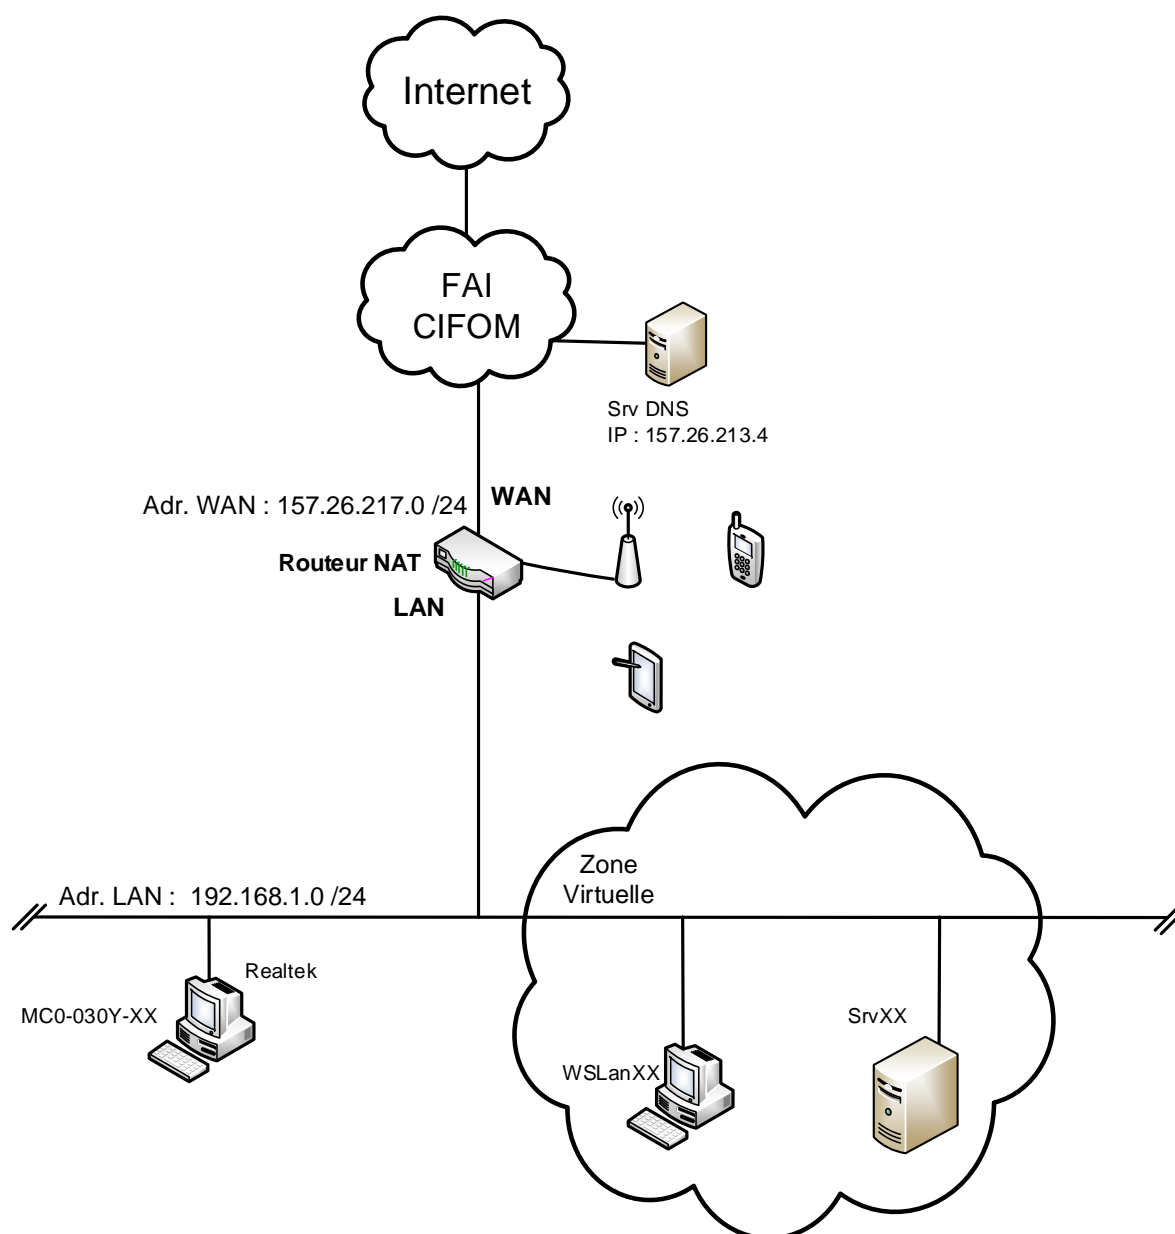 Internet
FAI
CIFOM
Srv DNS
IP : 157.26.213.4
Adr. WAN : 157.26.217.0 /24
WAN
Routeur NAT
LAN
Zone
Virtuelle
Adr. LAN : 192.168.1.0 /24
Realtek
MC0-030Y-XX
SrvXX
WSLanXX